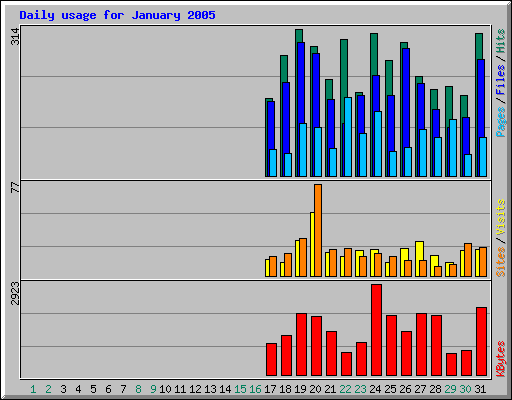 Daily usage for January 2005
314
77
2923
Pages / Files / Hits
Sites / Visits
KBytes
1 2 3 4 5 6 7 8 9 10 11 12 13 14 15 16 17 18 19 20 21 22 23 24 25 26 27 28 29 30 31